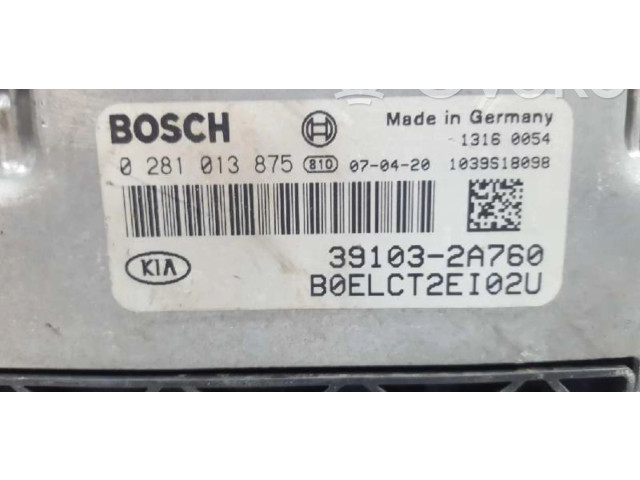 BOSCH
Made in Germany
1316 0054
0 281 013 875 810 07-04-20 1039S18098
39103-2A760
KIA
B0ELCT2EI02U